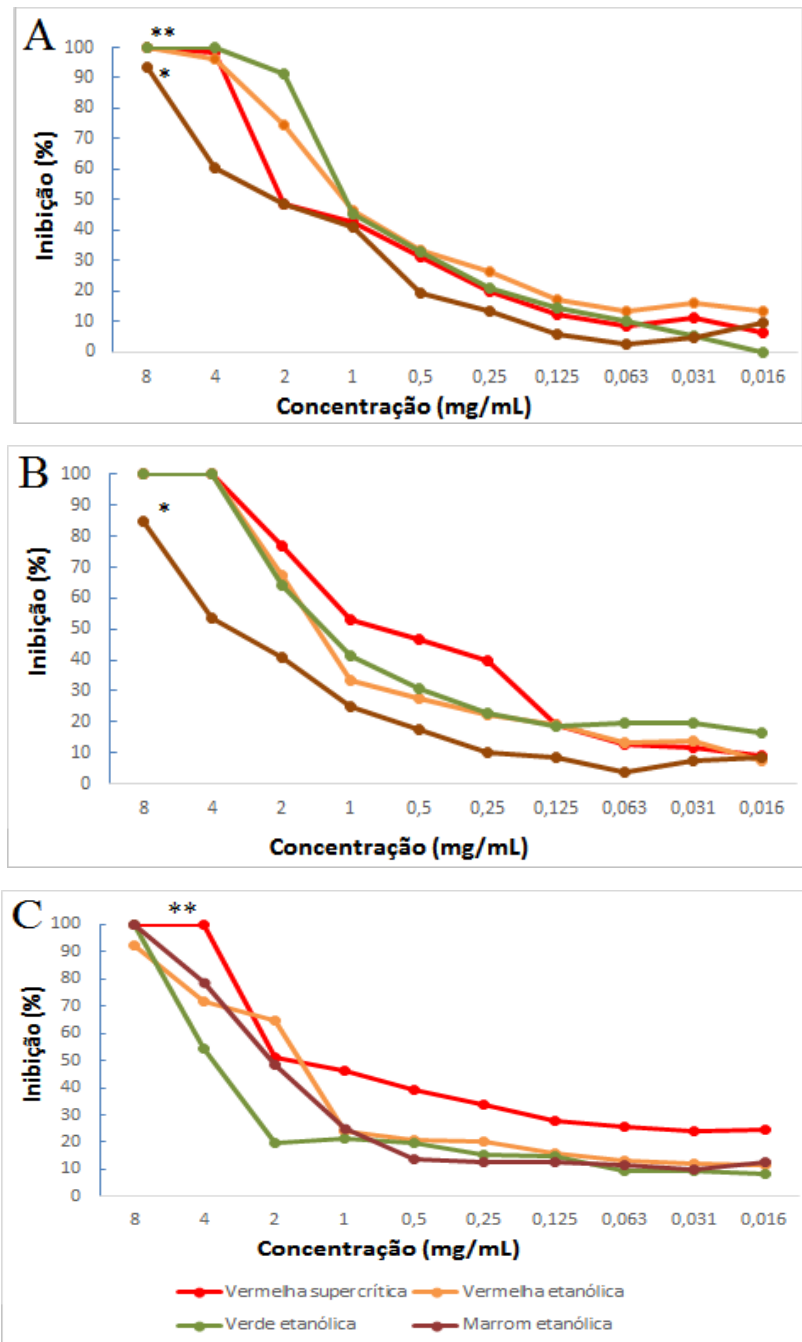 A
**
*
100
90
80
70
60
50
40
30
20
10
0
Inibição (%)
8 4 2 1 0,5 0,25 0,125 0,063 0,031 0,016
Concentração (mg/mL)
B
*
100
90
80
70
60
50
40
30
20
10
0
Inibição (%)
8 4 2 1 0,5 0,25 0,125 0,063 0,031 0,016
Concentração (mg/mL)
C
**
100
90
80
70
60
50
40
30
20
10
0
Inibição (%)
8 4 2 1 0,5 0,25 0,125 0,063 0,031 0,016
Concentração (mg/mL)
Vermelha supercrítica Vermelha etanólica
Verde etanólica Marrom etanólica